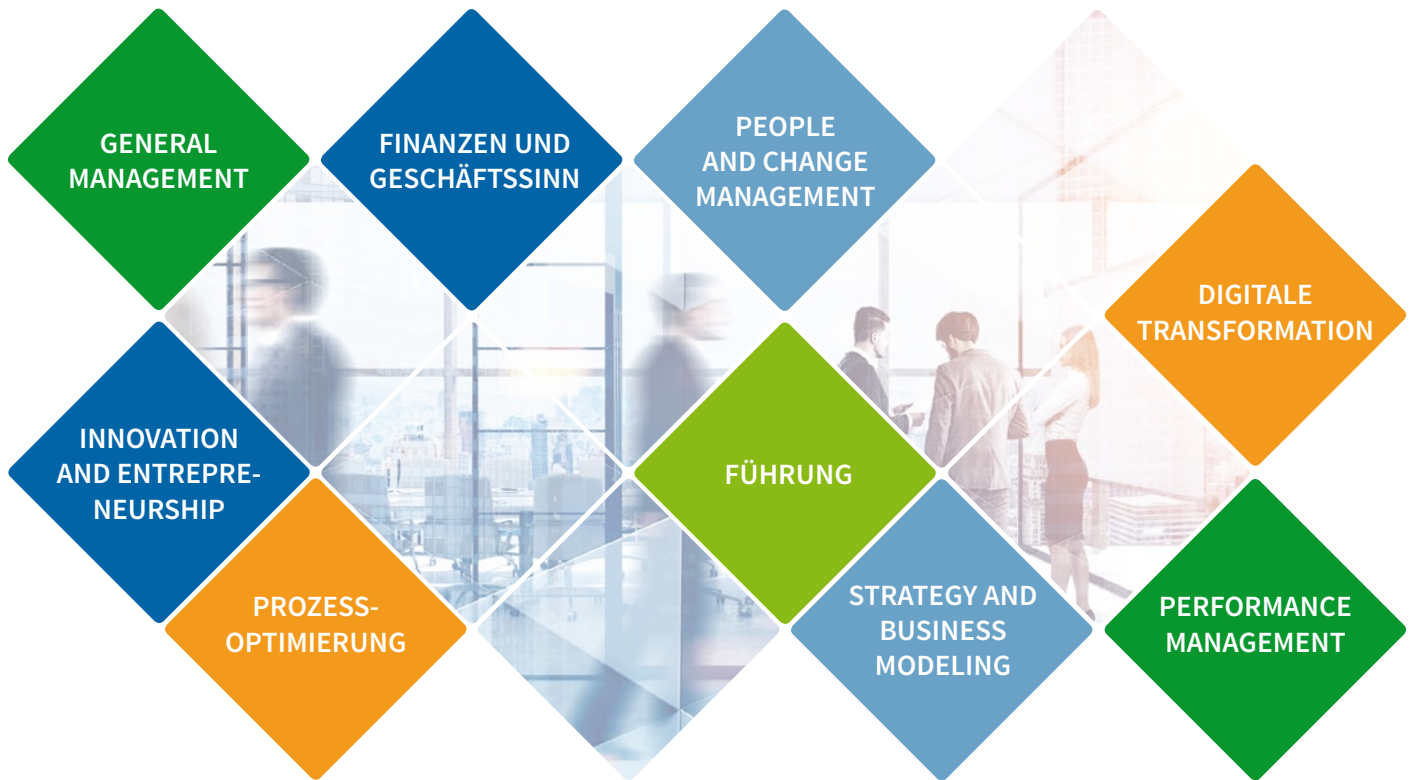 GENERAL
MANAGEMENT
FINANZEN UND
GESCHÄFTSSINN
PEOPLE
AND CHANGE
MANAGEMENT
DIGITALE
TRANSFORMATION
INNOVATION
AND ENTREPRE-
NEURSHIP
FÜHRUNG
PROZESS-
OPTIMIERUNG
STRATEGY AND
BUSINESS
MODELING
PERFORMANCE
MANAGEMENT